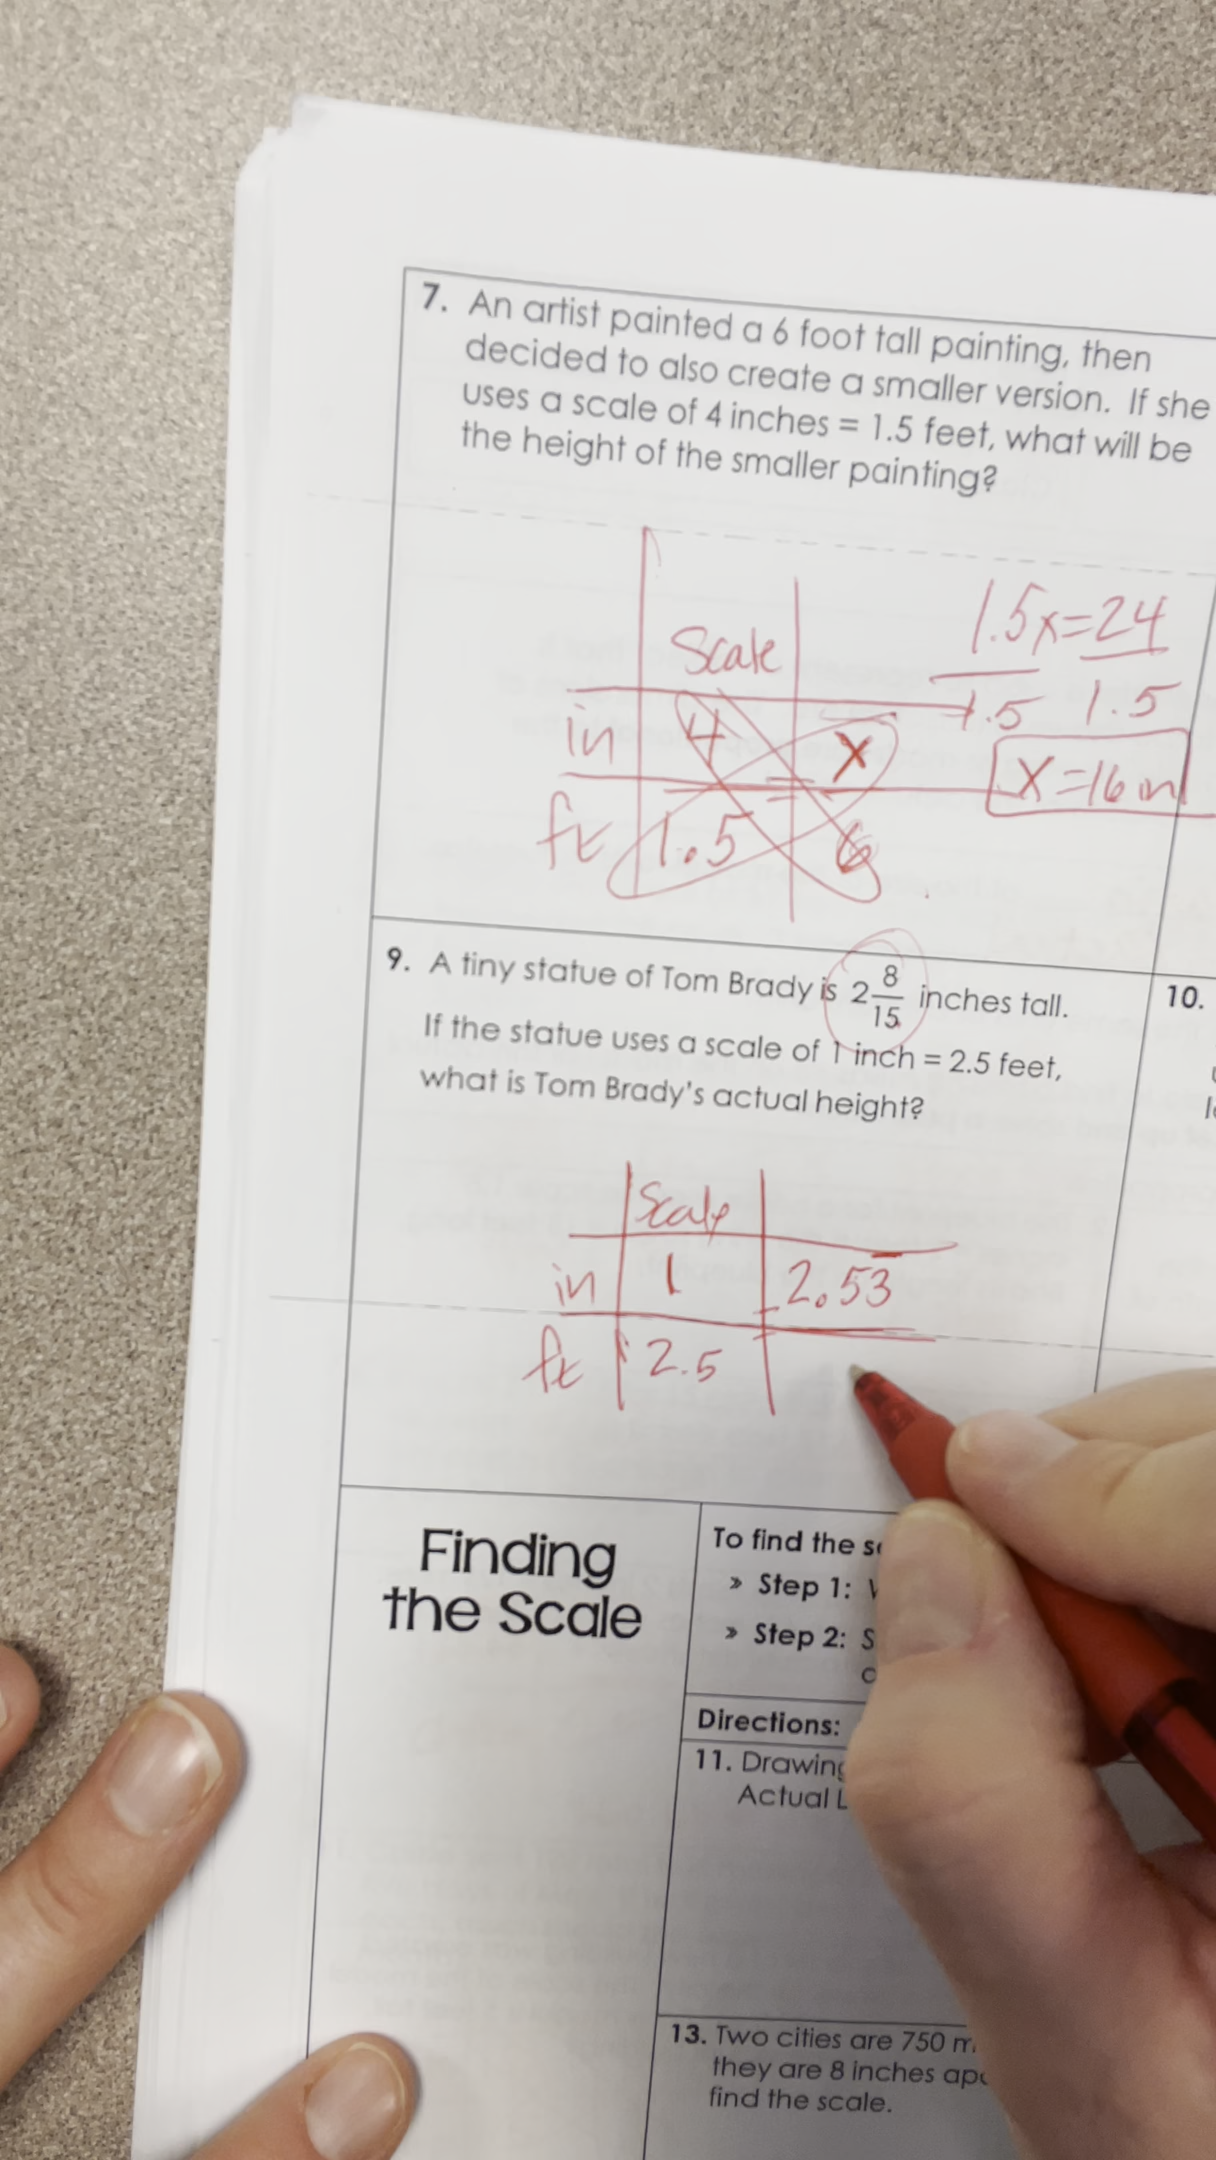 7. An artist painted a 6 foot tall painting, then
decided to also create a smaller version. If she
uses a scale of 4 inches = 1.5 feet, what will be
the height of the smaller painting?
Scale
in 4 = x
ft 1.5 6
1.5x=24
1.5 1.5
x=16 in
9. A tiny statue of Tom Brady is 2 8/15 inches tall.
If the statue uses a scale of 1 inch = 2.5 feet,
what is Tom Brady's actual height?
10.
Scale
in 1 = 2.53̅
ft 2.5
Finding
the Scale
To find the
» Step 1:
» Step 2:
Directions:
11. Drawing
Actual
13. Two cities are 750
they are 8 inches
find the scale.